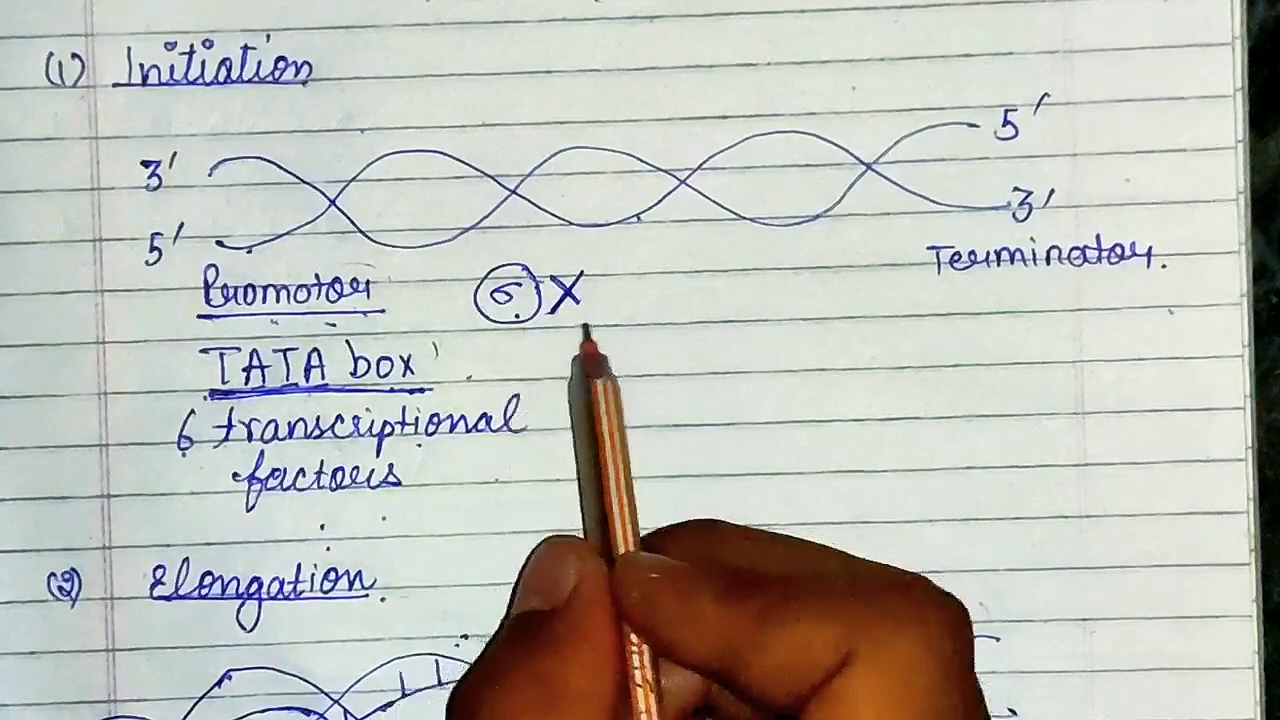 (1) Initiation
3' 5'
5' 3'
Terminator.
Promotor σ X
TATA box
6 transcriptional
factors
(2) Elongation.